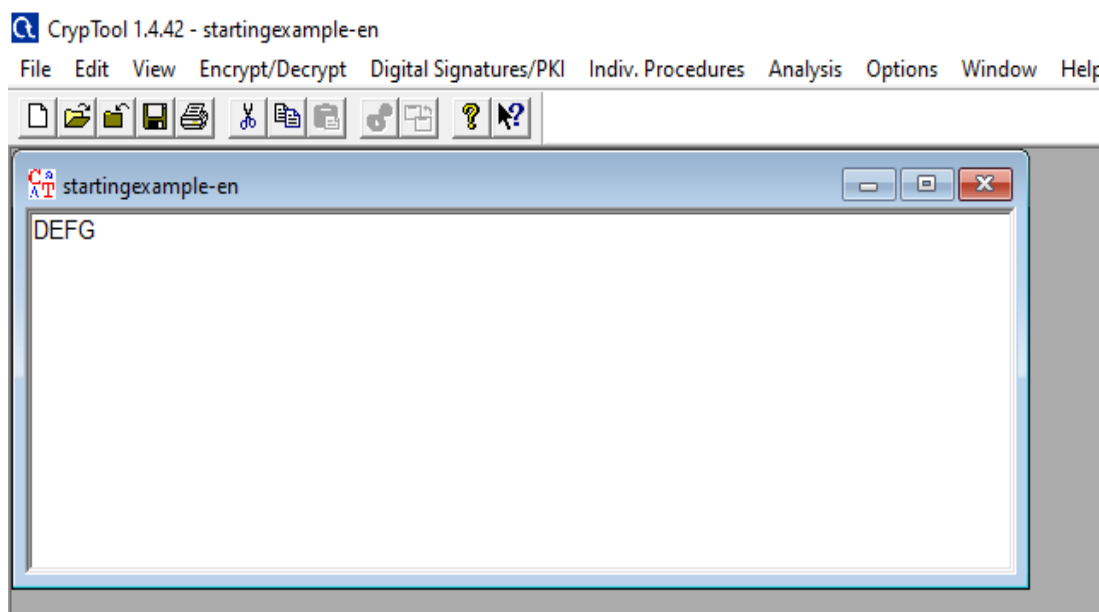 CrypTool 1.4.42 - startingexample-en
File Edit View Encrypt/Decrypt Digital Signatures/PKI Indiv. Procedures Analysis Options Window Help
startingexample-en
DEFG